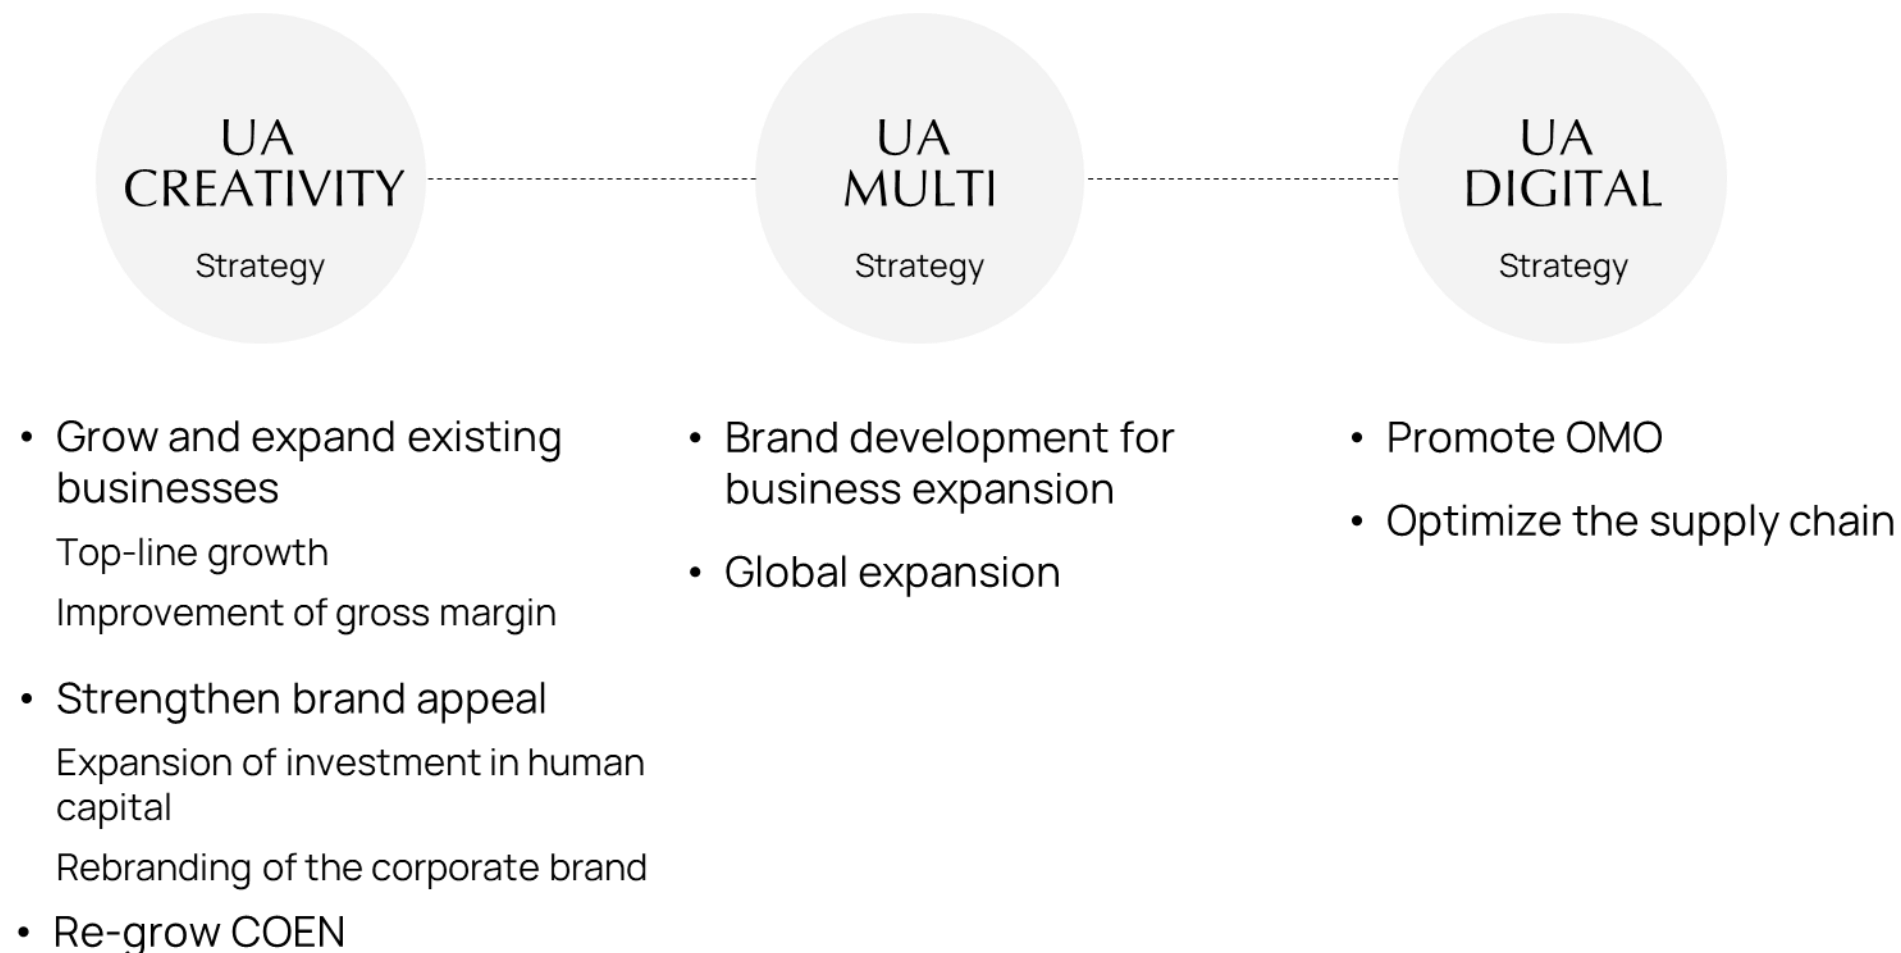 UA
CREATIVITY
Strategy
UA
MULTI
Strategy
UA
DIGITAL
Strategy
• Grow and expand existing
businesses
Top-line growth
Improvement of gross margin
• Strengthen brand appeal
Expansion of investment in human
capital
Rebranding of the corporate brand
• Re-grow COEN
• Brand development for
business expansion
• Global expansion
• Promote OMO
• Optimize the supply chain